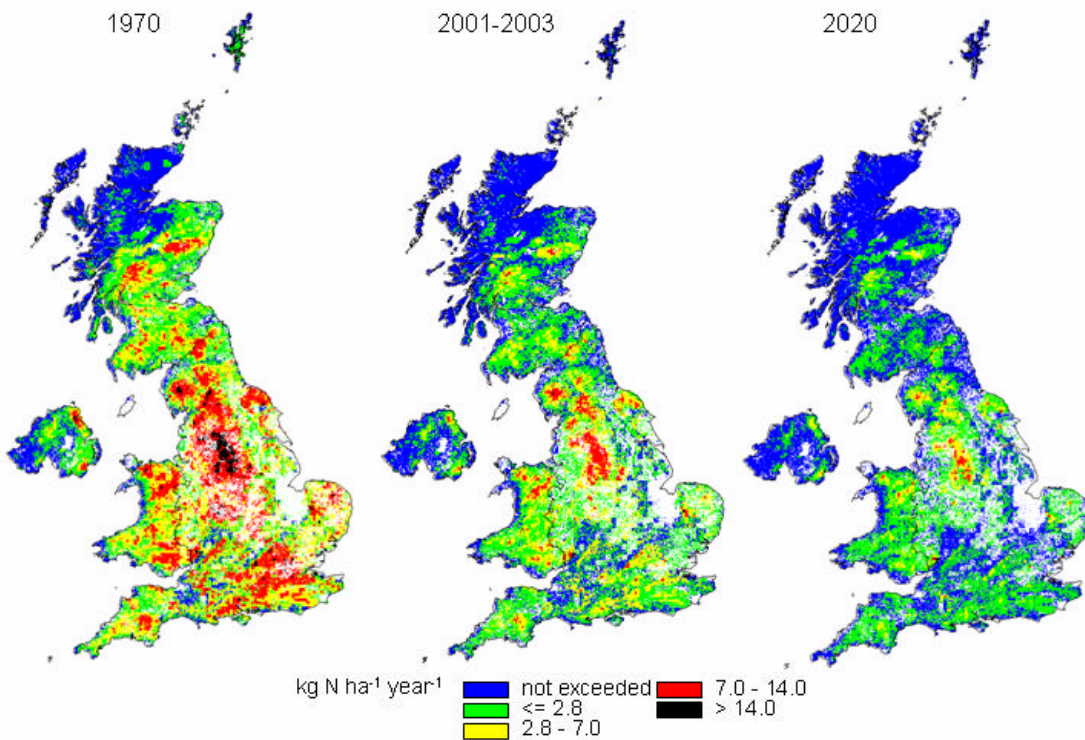 1970 2001-2003 2020
kg N ha⁻¹ year⁻¹ not exceeded 7.0 - 14.0
<= 2.8 > 14.0
2.8 - 7.0